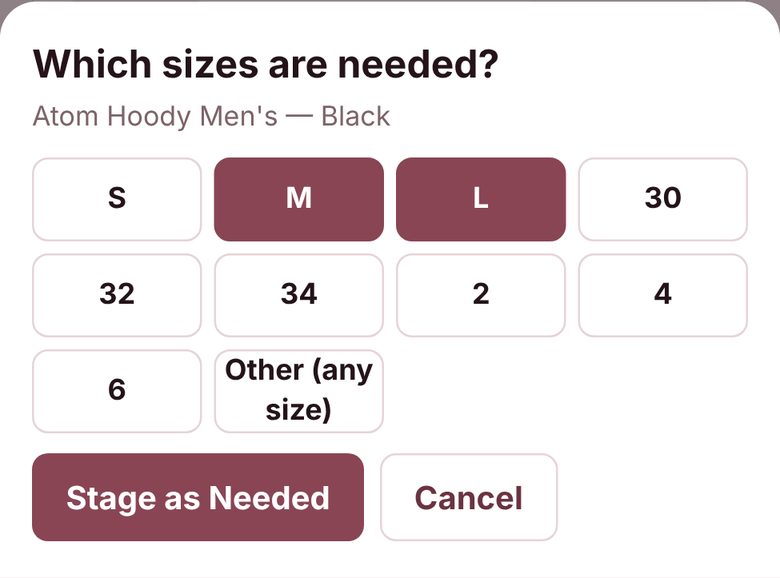 Which sizes are needed?
Atom Hoody Men's — Black
S
M
L
30
32
34
2
4
6
Other (any
size)
Stage as Needed
Cancel